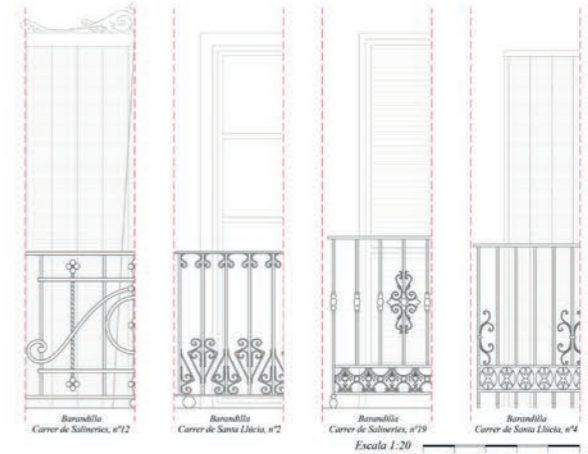 Barandilla
Carrer de Salineries, nº12
Barandilla
Carrer de Santa Llúcia, nº2
Barandilla
Carrer de Salineries, nº19
Barandilla
Carrer de Santa Llúcia, nº4
Escala 1:20